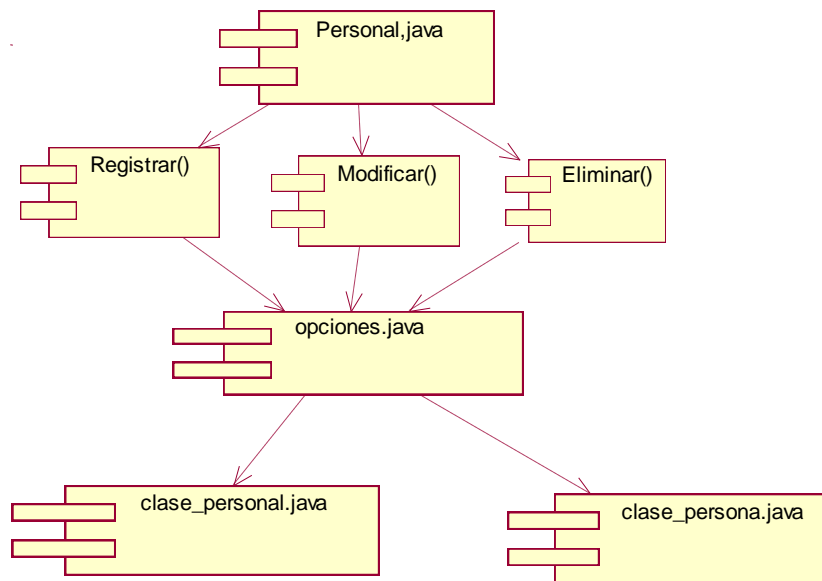 Personal,java
Registrar()
Modificar()
Eliminar()
opciones.java
clase_personal.java
clase_persona.java